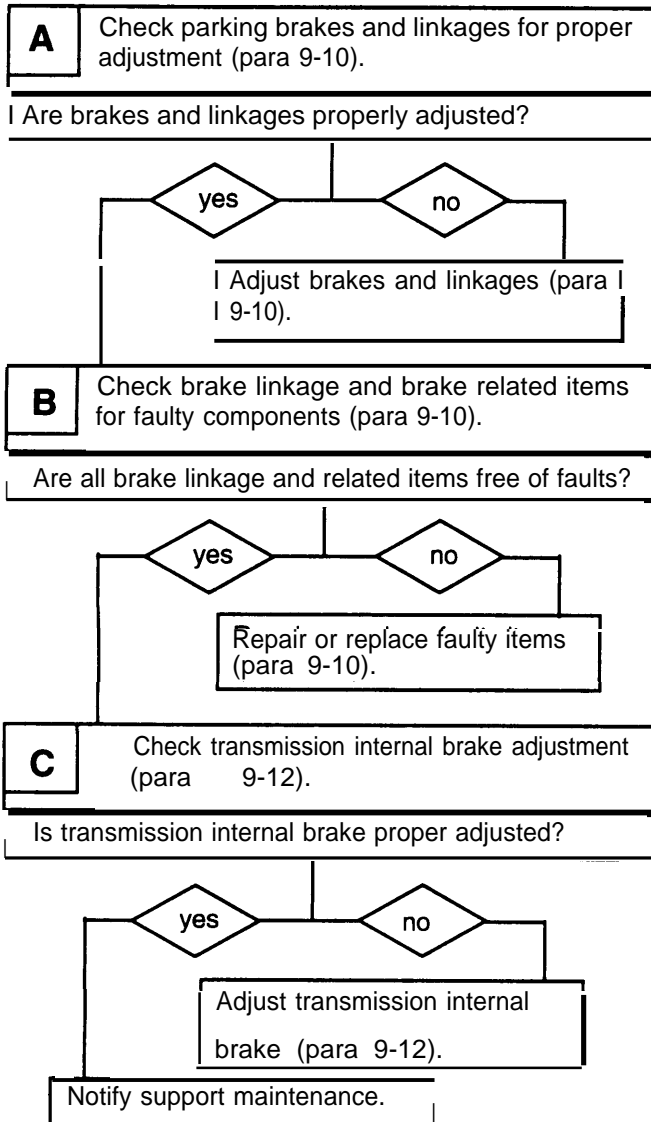 A
Check parking brakes and linkages for proper
adjustment (para 9-10).
Are brakes and linkages properly adjusted?
yes no
Adjust brakes and linkages (para
9-10).
B
Check brake linkage and brake related items
for faulty components (para 9-10).
Are all brake linkage and related items free of faults?
yes no
Repair or replace faulty items
(para 9-10).
C
Check transmission internal brake adjustment
(para 9-12).
Is transmission internal brake proper adjusted?
yes no
Adjust transmission internal
brake (para 9-12).
Notify support maintenance.